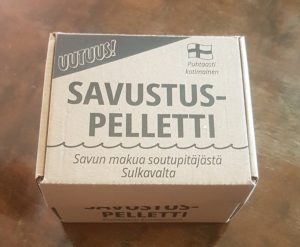 UUTUUS!
Puhtaasti
kotimainen
SAVUSTUS-
PELLETTI
Savun makua soutupitäjästä
Sulkavalta
SAVUSTUS-
PELLETTI